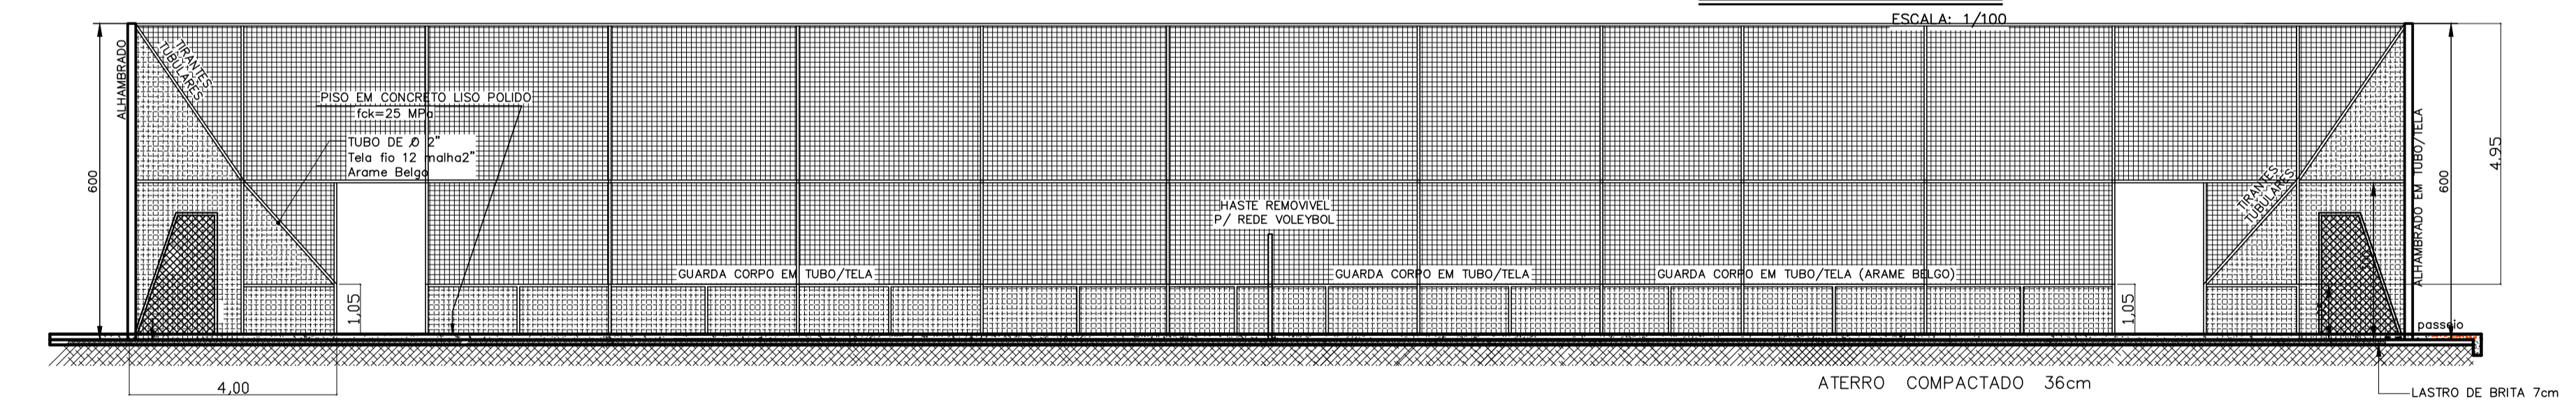 ESCALA: 1/100
ALHAMBRADO
TIRANTES
TUBULARES
PISO EM CONCRETO LISO POLIDO
fck=25 MPa
TUBO DE Ø 2"
Tela fio 12 malha2"
Arame Belgo
600
HASTE REMOVIVEL
P/ REDE VOLEYBOL
GUARDA CORPO EM TUBO/TELA
GUARDA CORPO EM TUBO/TELA
GUARDA CORPO EM TUBO/TELA (ARAME BELGO)
TIRANTES
TUBULARES
ALHAMBRADO EM TUBO/TELA
600
4.95
1,05
1,05
passeio
4,00
ATERRO COMPACTADO 36cm
LASTRO DE BRITA 7cm